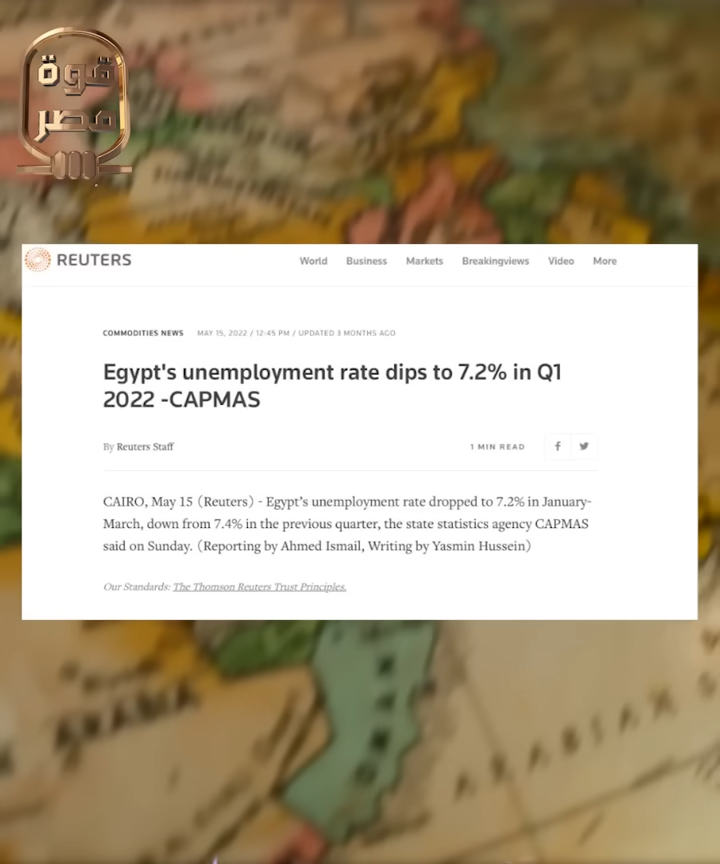 قوة
مصر
REUTERS
World Business Markets Breakingviews Video More
COMMODITIES NEWS MAY 15, 2022 / 12:45 PM / UPDATED 3 MONTHS AGO
Egypt's unemployment rate dips to 7.2% in Q1
2022 -CAPMAS
By Reuters Staff
1 MIN READ
CAIRO, May 15 (Reuters) - Egypt's unemployment rate dropped to 7.2% in January-
March, down from 7.4% in the previous quarter, the state statistics agency CAPMAS
said on Sunday. (Reporting by Ahmed Ismail, Writing by Yasmin Hussein)
Our Standards: The Thomson Reuters Trust Principles.
ARABIAN